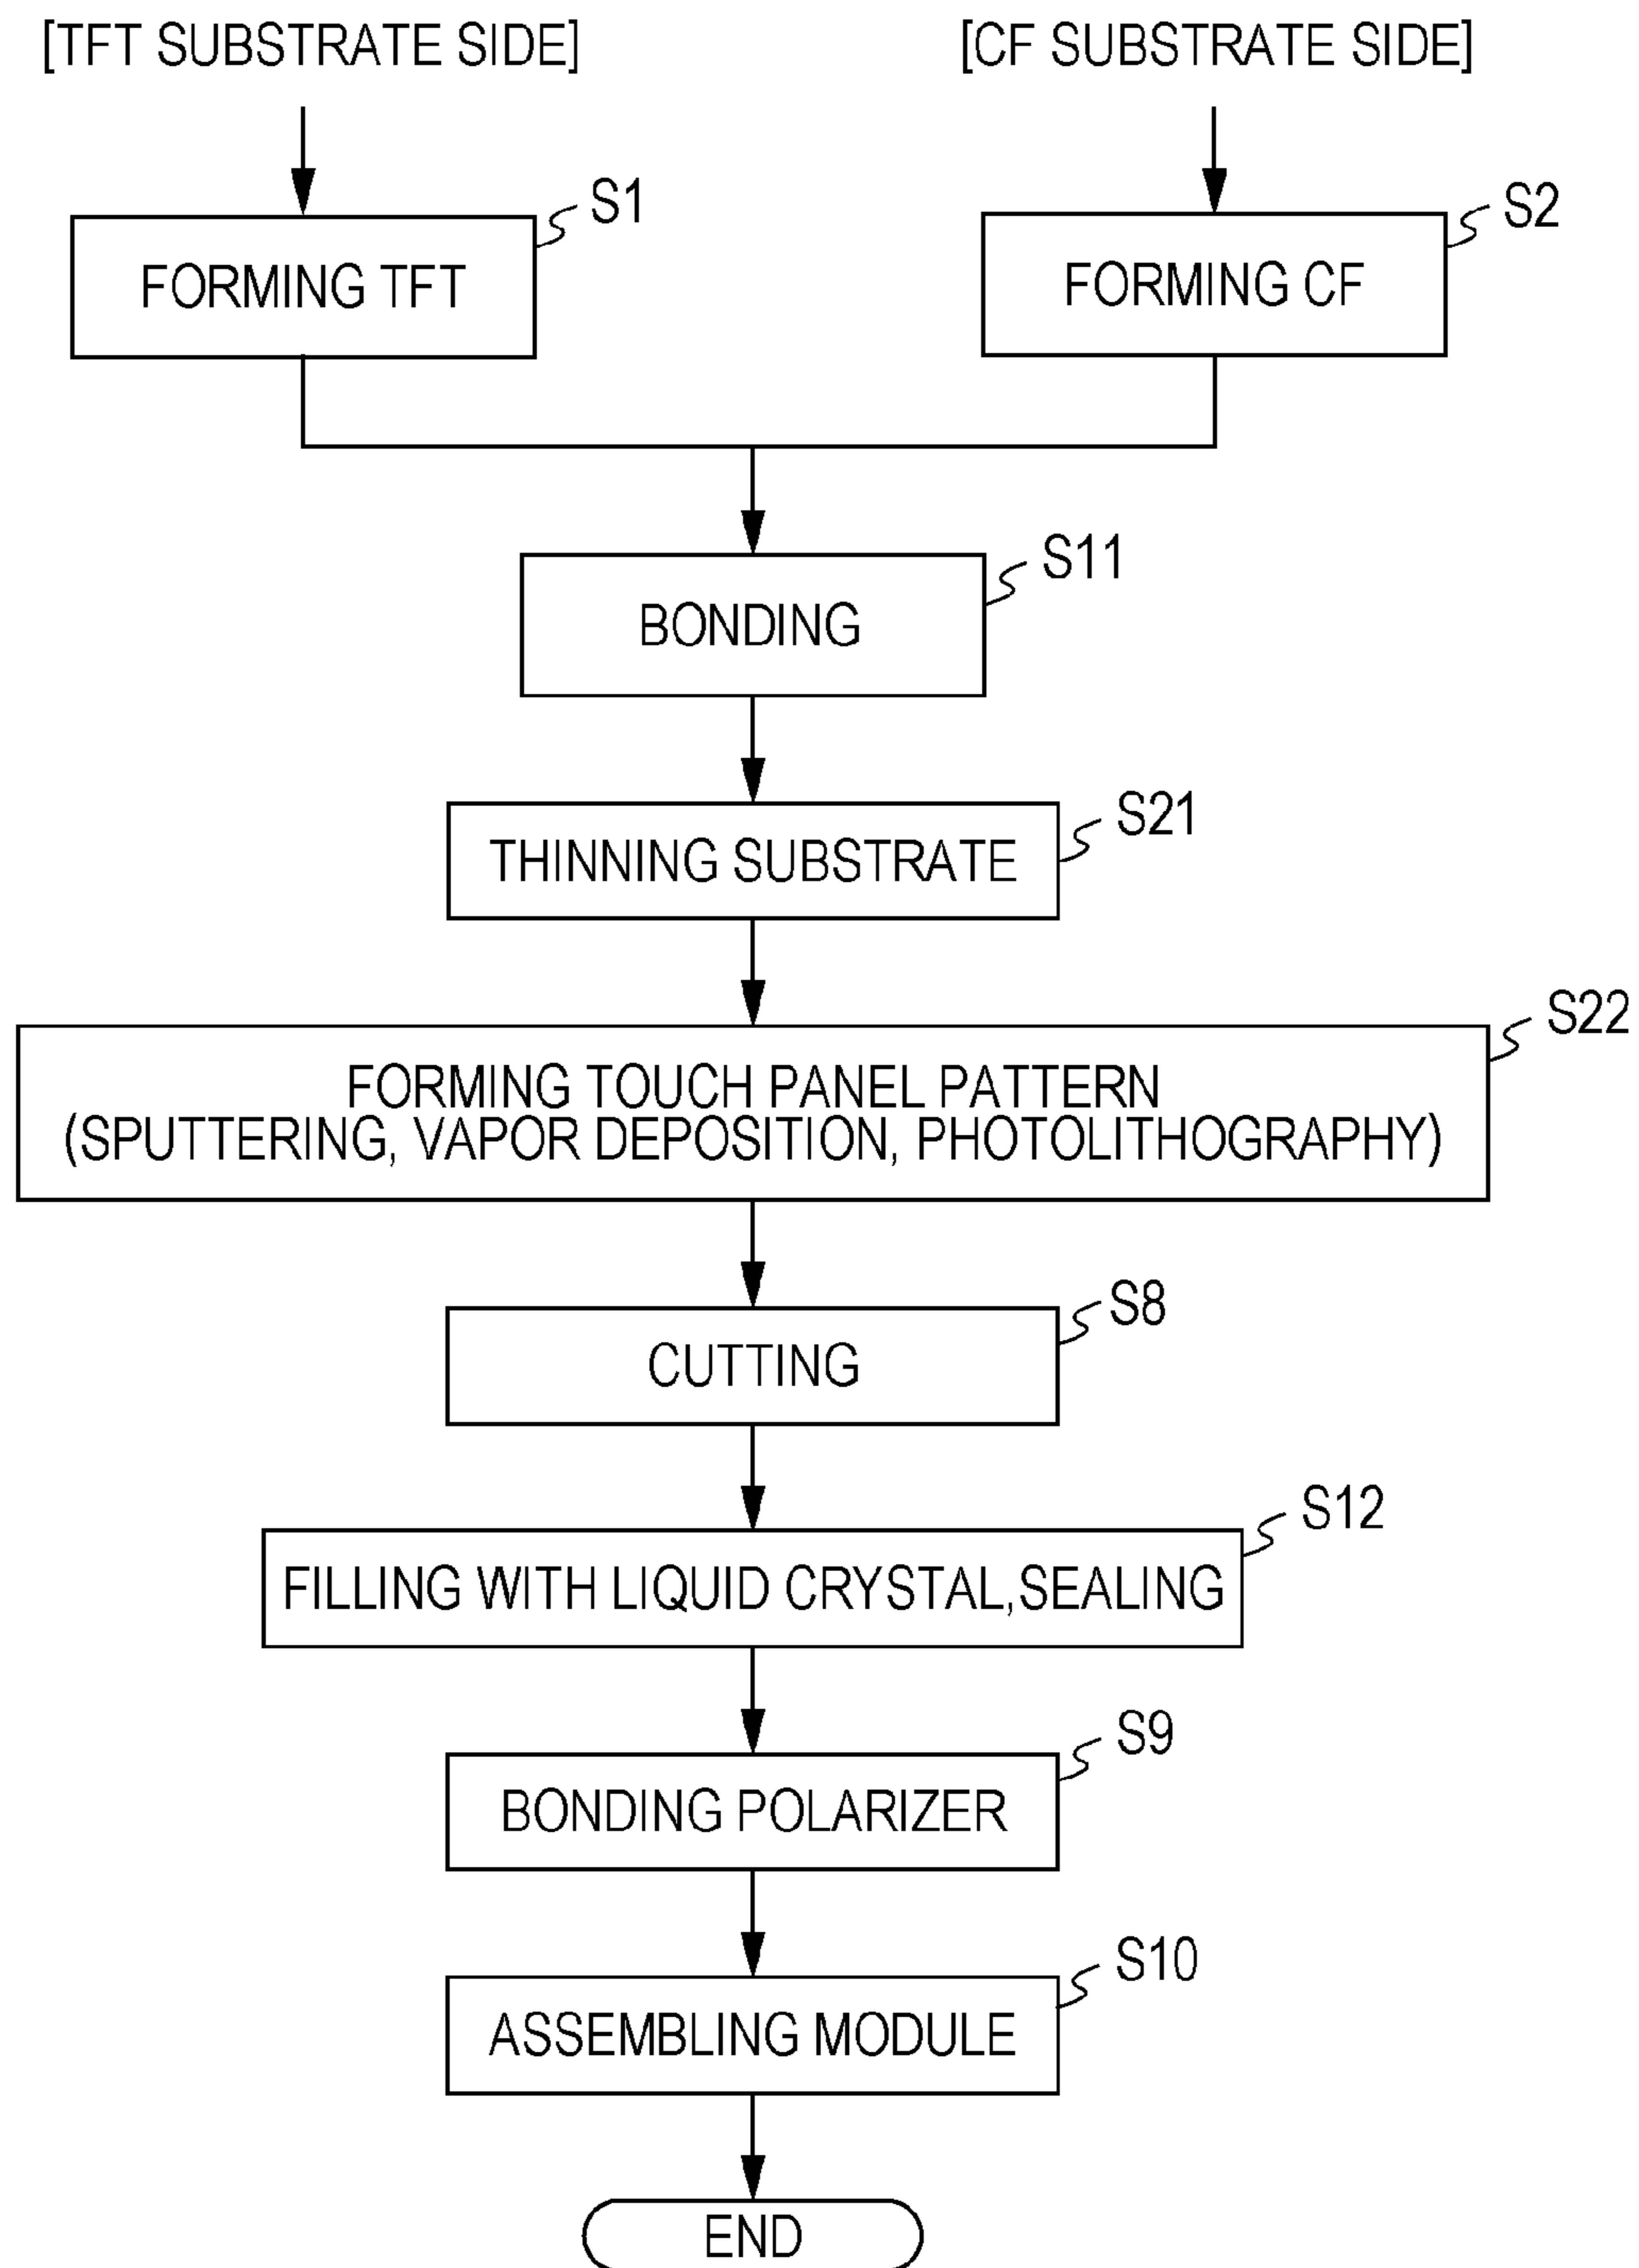 [TFT SUBSTRATE SIDE]
[CF SUBSTRATE SIDE]
S1
S2
FORMING TFT
FORMING CF
S11
BONDING
S21
THINNING SUBSTRATE
S22
FORMING TOUCH PANEL PATTERN
(SPUTTERING, VAPOR DEPOSITION, PHOTOLITHOGRAPHY)
S8
CUTTING
S12
FILLING WITH LIQUID CRYSTAL,SEALING
S9
BONDING POLARIZER
S10
ASSEMBLING MODULE
END